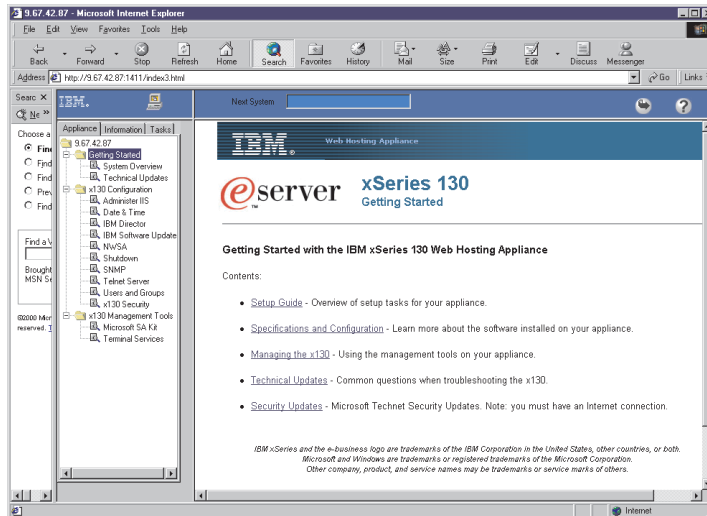 9.67.42.87 - Microsoft Internet Explorer
File Edit View Favorites Tools Help
Back Forward Stop Refresh Home Search Favorites History Mail Size Print Edit Discuss Messenger
Address http://9.67.42.87:1411/index3.html Go Links
Searc
Ne
Choose a
Find
Find
Find
Prev
Find
Find a
Brought
MSN Se
©2000 Micr
reserved.
IBM.
Next System:
Appliance Information Tasks
9.67.42.87
Getting Started
System Overview
Technical Updates
x130 Configuration
Administer IIS
Date & Time
IBM Director
IBM Software Update
NWSA
Shutdown
SNMP
Telnet Server
Users and Groups
x130 Security
x130 Management Tools
Microsoft SA Kit
Terminal Services
IBM® Web Hosting Appliance
eserver ™ xSeries 130
Getting Started
Getting Started with the IBM xSeries 130 Web Hosting Appliance
Contents:
• Setup Guide - Overview of setup tasks for your appliance.
• Specifications and Configuration - Learn more about the software installed on your appliance.
• Managing the x130 - Using the management tools on your appliance.
• Technical Updates - Common questions when troubleshooting the x130.
• Security Updates - Microsoft Technet Security Updates. Note: you must have an Internet connection.
IBM xSeries and the e-business logo are trademarks of the IBM Corporation in the United States, other countries, or both.
Microsoft and Windows are trademarks or registered trademarks of the Microsoft Corporation.
Other company, product, and service names may be trademarks or service marks of others.
Internet